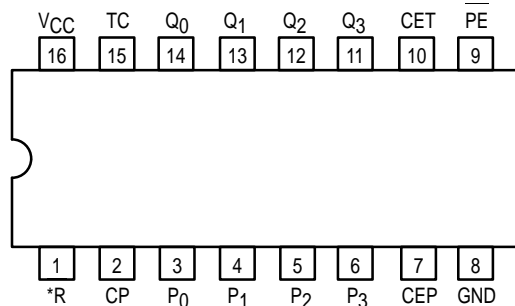 VCC TC Q0 Q1 Q2 Q3 CET PE
16 15 14 13 12 11 10 9
1 2 3 4 5 6 7 8
*R CP P0 P1 P2 P3 CEP GND